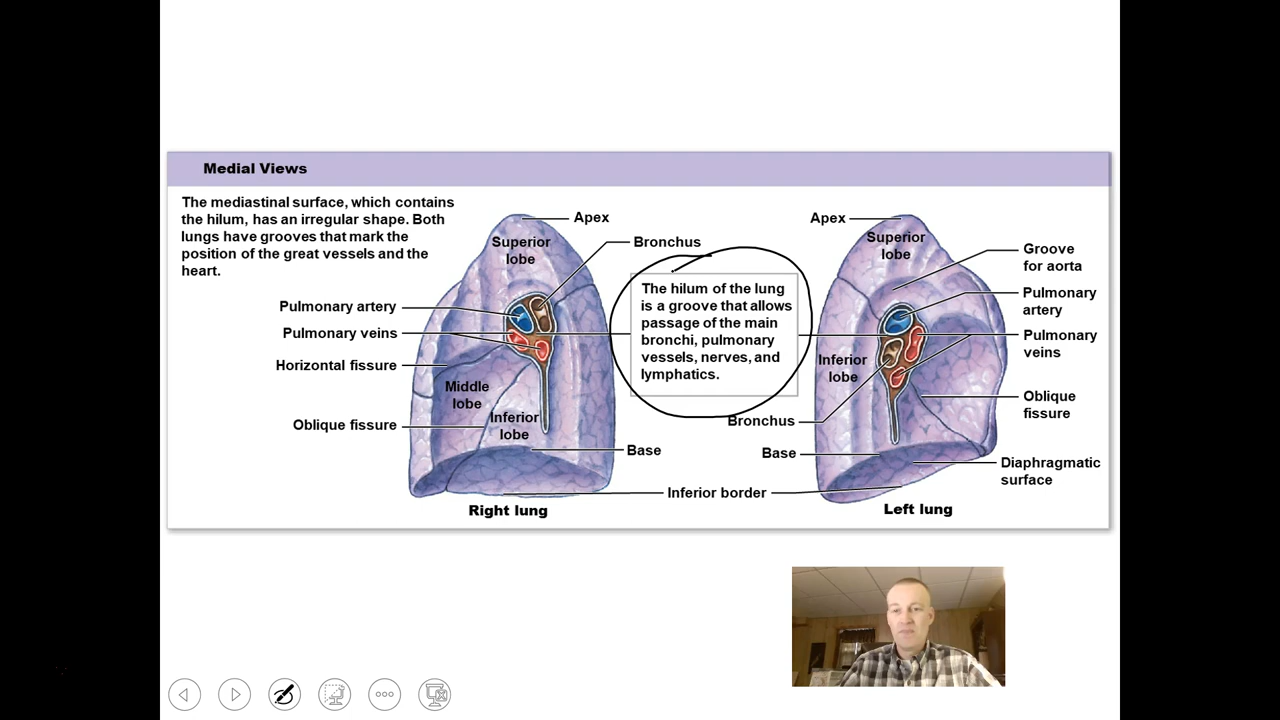 Medial Views
The mediastinal surface, which contains
the hilum, has an irregular shape. Both
lungs have grooves that mark the
position of the great vessels and the
heart.
Apex
Superior
lobe
Bronchus
Pulmonary artery
Pulmonary veins
Horizontal fissure
Middle
lobe
Oblique fissure
Inferior
lobe
Base
Right lung
The hilum of the lung
is a groove that allows
passage of the main
bronchi, pulmonary
vessels, nerves, and
lymphatics.
Inferior border
Apex
Superior
lobe
Groove
for aorta
Pulmonary
artery
Pulmonary
veins
Inferior
lobe
Oblique
fissure
Bronchus
Base
Diaphragmatic
surface
Left lung